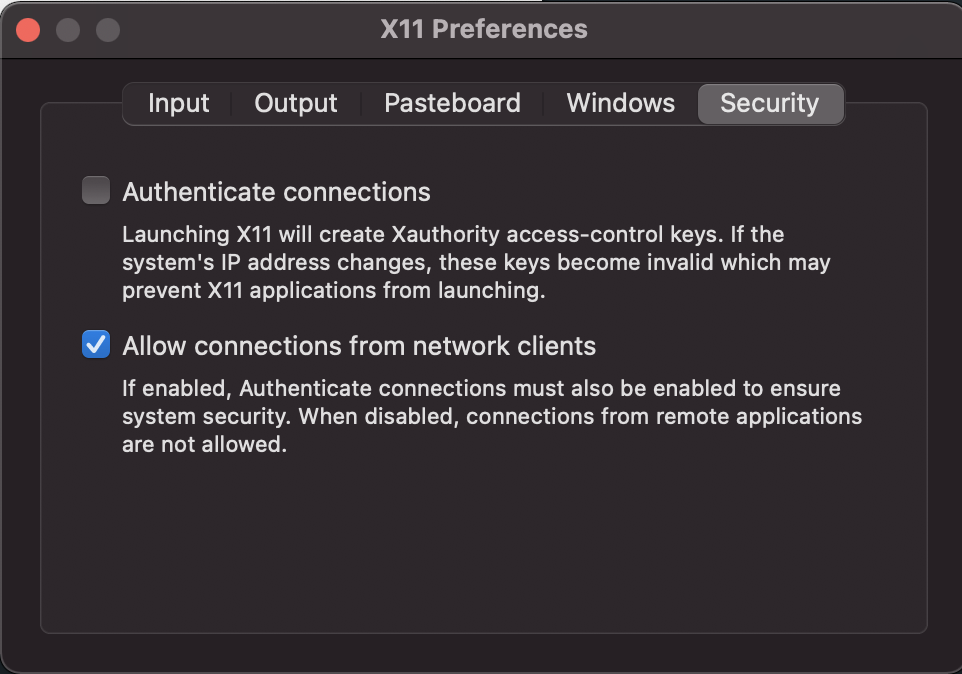 X11 Preferences
Input Output Pasteboard Windows Security
Authenticate connections
Launching X11 will create Xauthority access-control keys. If the
system's IP address changes, these keys become invalid which may
prevent X11 applications from launching.
Allow connections from network clients
If enabled, Authenticate connections must also be enabled to ensure
system security. When disabled, connections from remote applications
are not allowed.